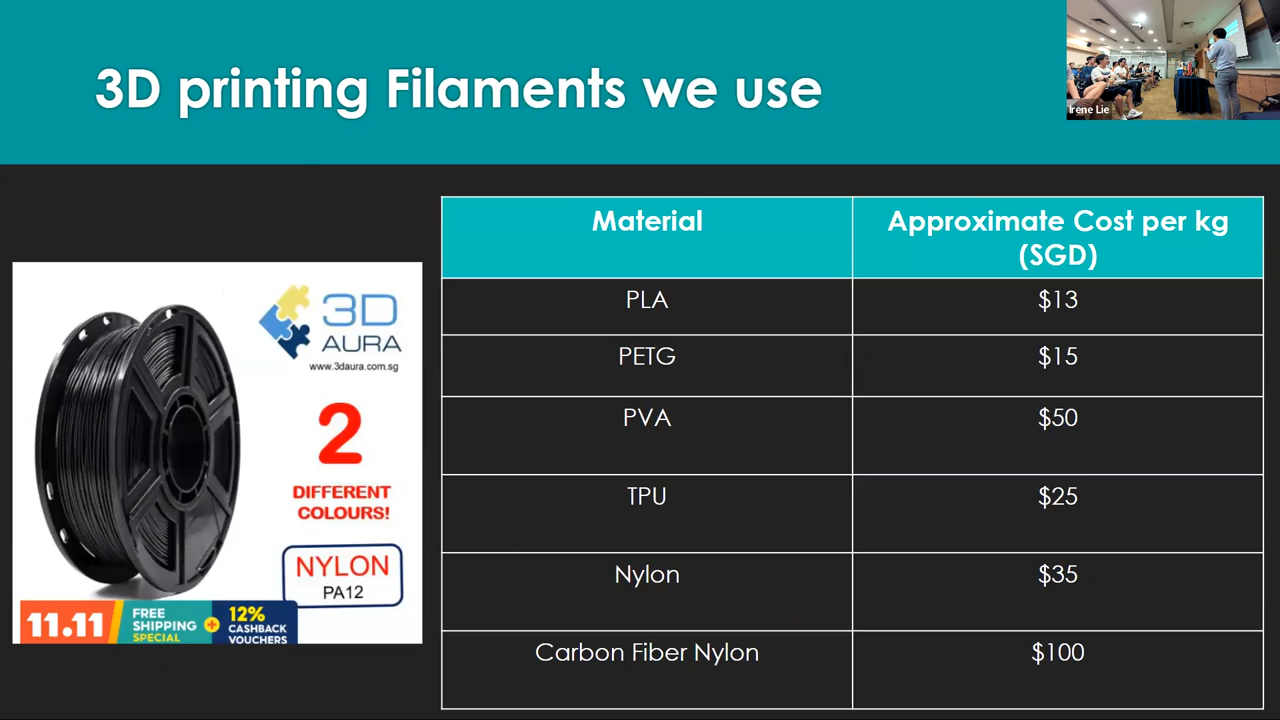 3D printing Filaments we use
Irene Lie
3D
AURA
www.3daura.com.sg
2
DIFFERENT
COLOURS!
NYLON
PA12
11.11
FREE
SHIPPING
SPECIAL
+
12%
CASHBACK
VOUCHERS
Material
Approximate Cost per kg
(SGD)
PLA
$13
PETG
$15
PVA
$50
TPU
$25
Nylon
$35
Carbon Fiber Nylon
$100